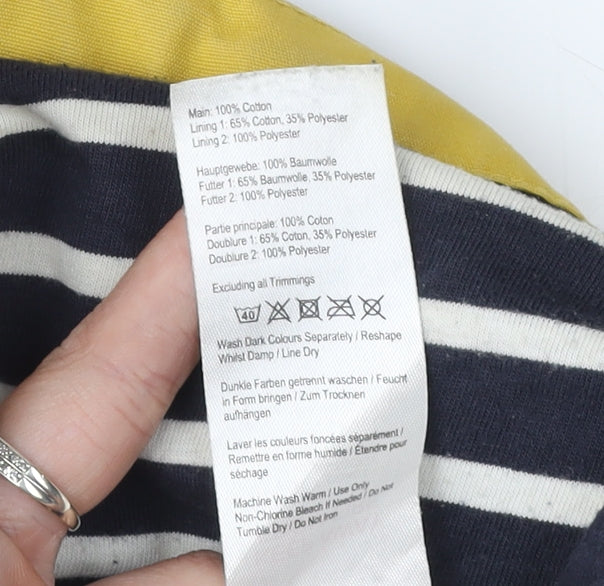 Main: 100% Cotton
Lining 1: 65% Cotton, 35% Polyester
Lining 2: 100% Polyester
Hauptgewebe: 100% Baumwolle
Futter 1: 65% Baumwolle, 35% Polyester
Futter 2: 100% Polyester
Partie principale: 100% Coton
Doublure 1: 65% Coton, 35% Polyester
Doublure 2: 100% Polyester
Excluding all Trimmings
40
Wash Dark Colours Separately / Reshape
Whilst Damp / Line Dry
Dunkle Farben getrennt waschen / Feucht
in Form bringen / Zum Trocknen
aufhängen
Laver les couleurs foncées séparément /
Remettre en forme humide / Étendre pour
séchage
Machine Wash Warm / Use Only
Non-Chlorine Bleach If Needed / Do Not
Tumble Dry / Do Not Iron